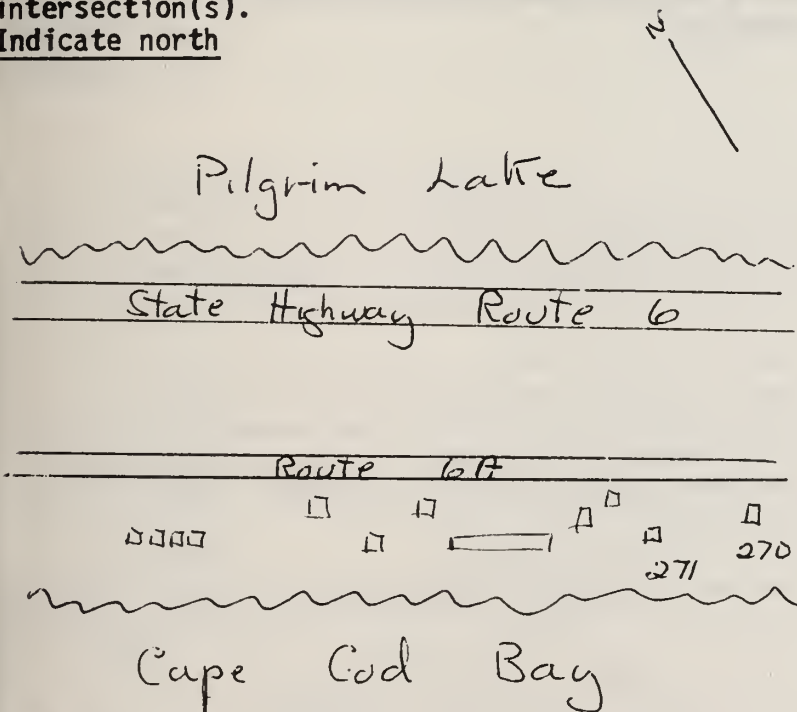 intersection(s).
Indicate north
N
Pilgrim Lake
State Highway Route 6
Route 6A
271
270
Cape Cod Bay